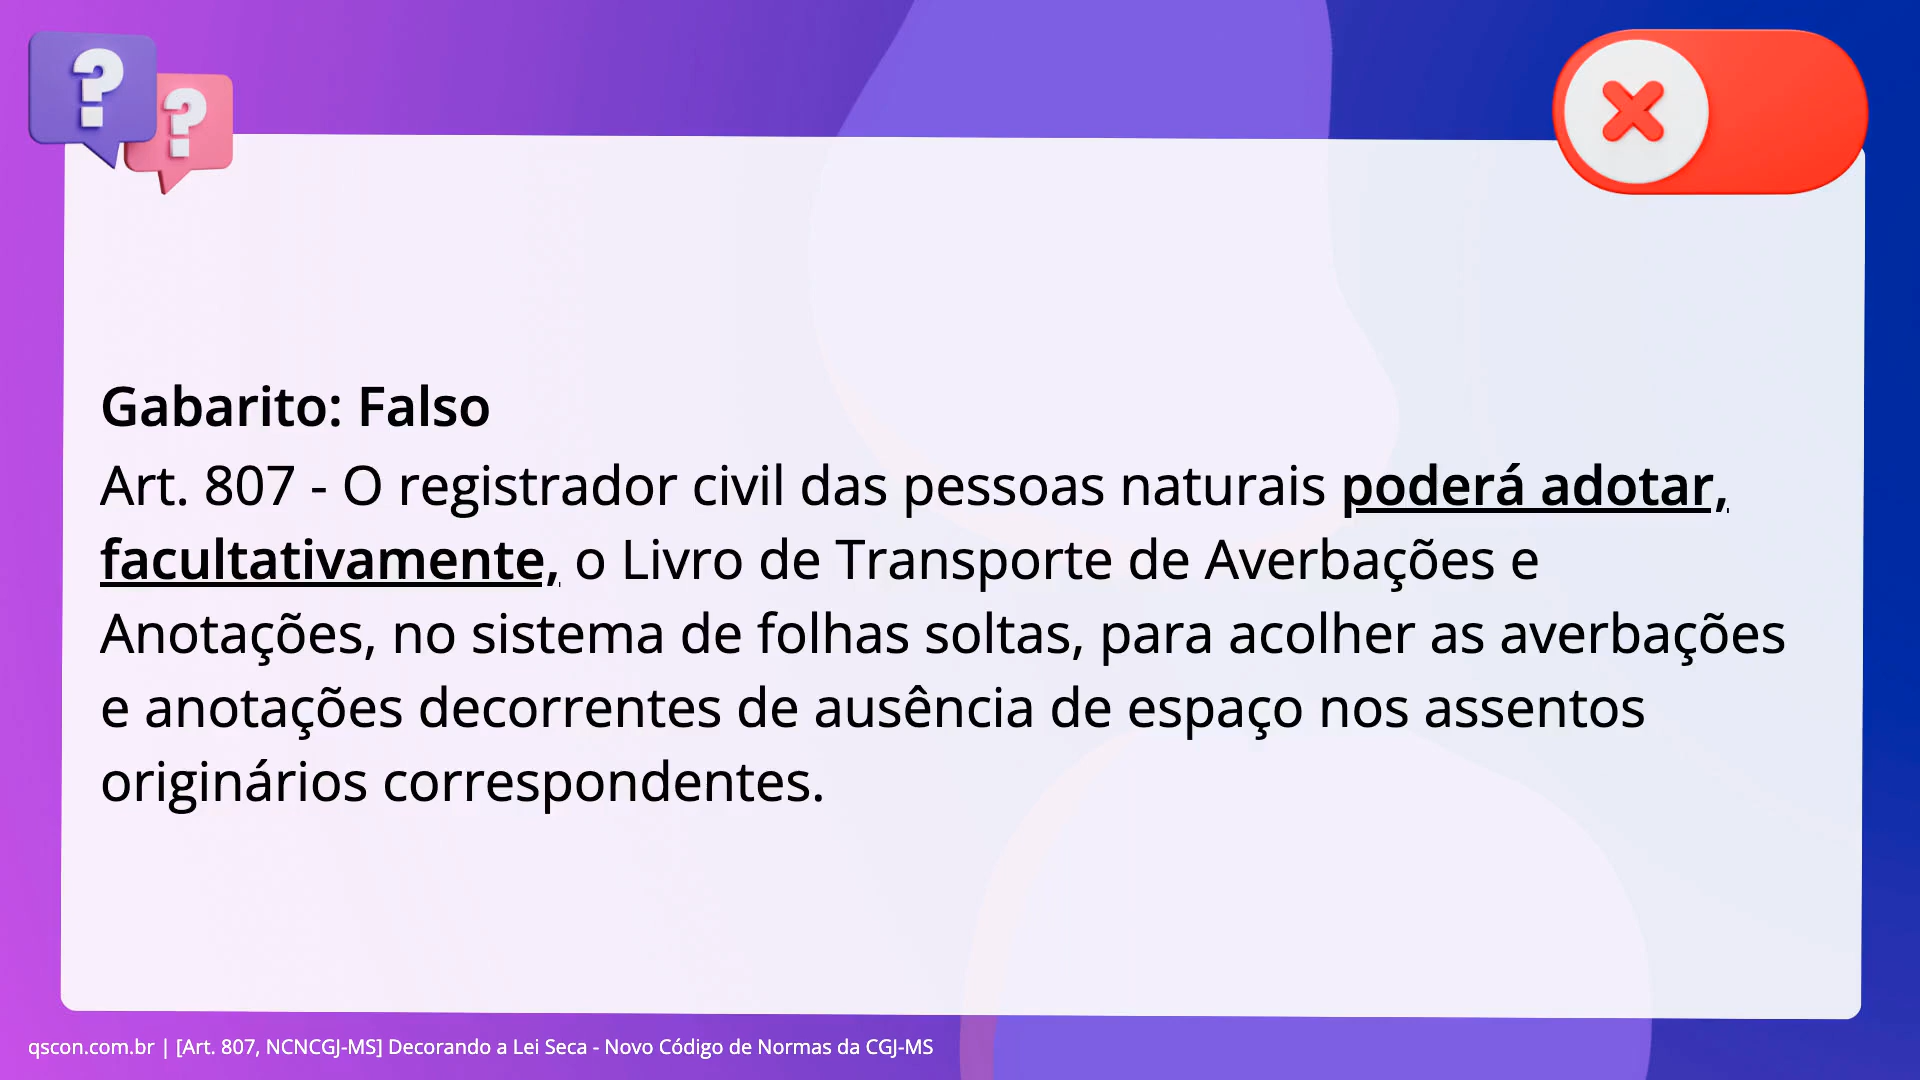 ? ?
Gabarito: Falso
Art. 807 - O registrador civil das pessoas naturais poderá adotar,
facultativamente, o Livro de Transporte de Averbações e
Anotações, no sistema de folhas soltas, para acolher as averbações
e anotações decorrentes de ausência de espaço nos assentos
originários correspondentes.
qscon.com.br | [Art. 807, NCNCGJ-MS] Decorando a Lei Seca - Novo Código de Normas da CGJ-MS